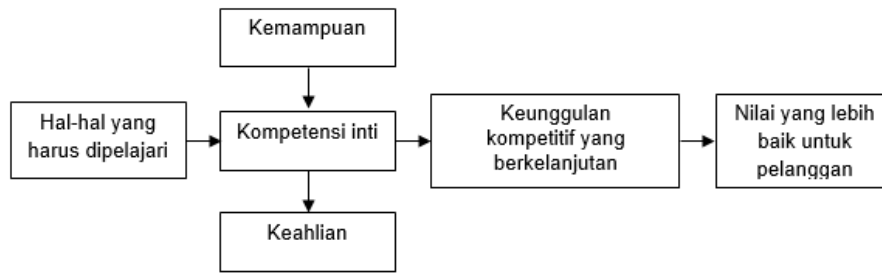 Kemampuan
Hal-hal yang
harus dipelajari
Kompetensi inti
Keunggulan
kompetitif yang
berkelanjutan
Nilai yang lebih
baik untuk
pelanggan
Keahlian